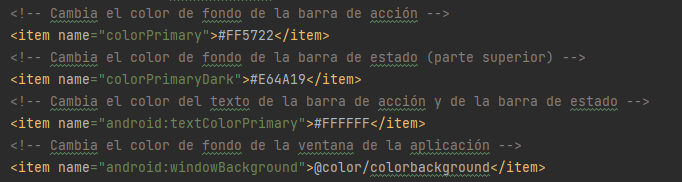 <!-- Cambia el color de fondo de la barra de acción -->
<item name="colorPrimary">#FF5722</item>
<!-- Cambia el color de fondo de la barra de estado (parte superior) -->
<item name="colorPrimaryDark">#E64A19</item>
<!-- Cambia el color del texto de la barra de acción y de la barra de estado -->
<item name="android:textColorPrimary">#FFFFFF</item>
<!-- Cambia el color de fondo de la ventana de la aplicación -->
<item name="android:windowBackground">@color/colorbackground</item>